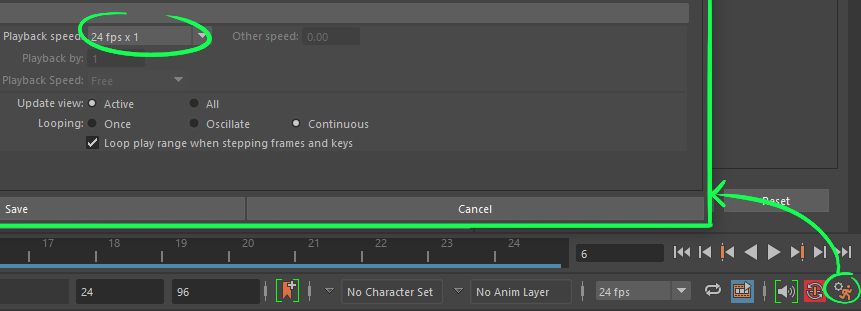 Playback speed: 24 fps x 1 Other speed: 0.00
Playback by: 1
Playback Speed: Free
Update view: Active All
Looping: Once Oscillate Continuous
Loop play range when stepping frames and keys
Save Cancel Reset
17 18 19 20 21 22 23 24 6
24 96 No Character Set No Anim Layer 24 fps